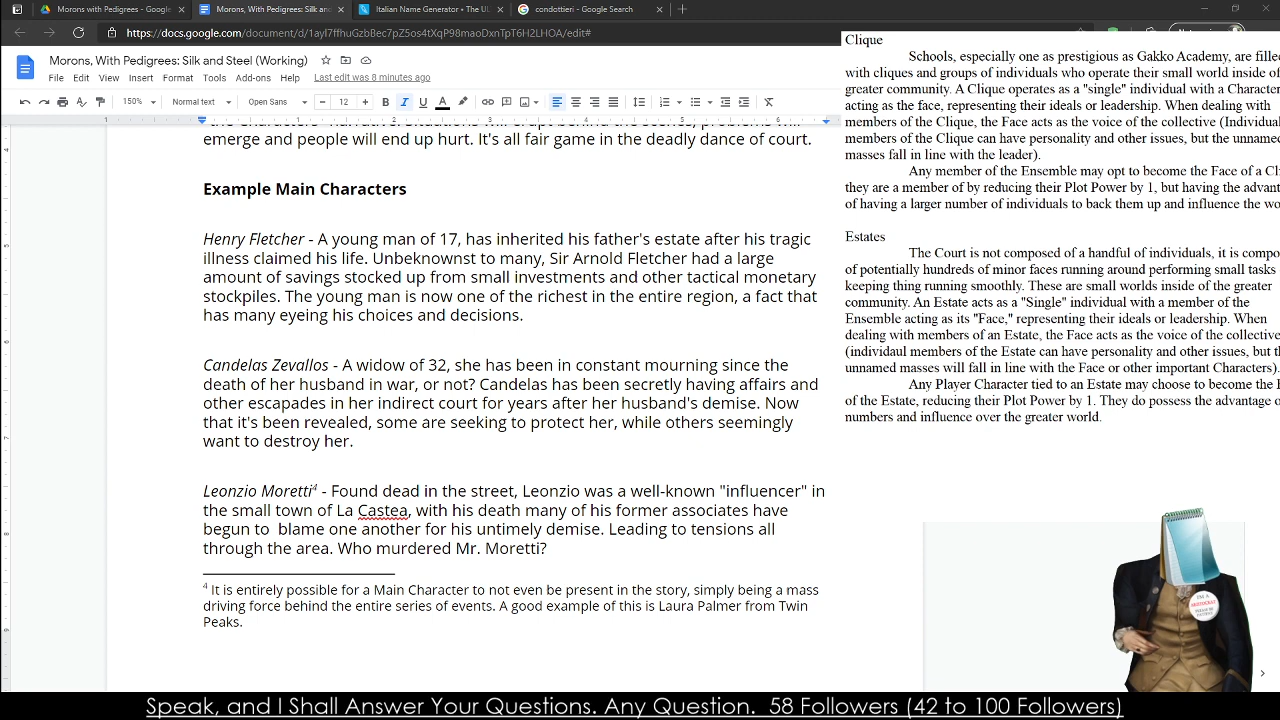 Morons with Pedigrees - Google
Morons, With Pedigrees: Silk and
Italian Name Generator • The UL
condottieri - Google Search
https://docs.google.com/document/d/1ayI7ffhuGzbBec7pZ5os4tXqP98maoDxnTpT6H2LHOA/edit#
Morons, With Pedigrees: Silk and Steel (Working)
File Edit View Insert Format Tools Add-ons Help Last edit was 8 minutes ago
150% Normal text Open Sans 12 B I U A
1 1 2 3 4 5 6
emerge and people will end up hurt. It's all fair game in the deadly dance of court.
Example Main Characters
Henry Fletcher - A young man of 17, has inherited his father's estate after his tragic
illness claimed his life. Unbeknownst to many, Sir Arnold Fletcher had a large
amount of savings stocked up from small investments and other tactical monetary
stockpiles. The young man is now one of the richest in the entire region, a fact that
has many eyeing his choices and decisions.
Candelas Zevallos - A widow of 32, she has been in constant mourning since the
death of her husband in war, or not? Candelas has been secretly having affairs and
other escapades in her indirect court for years after her husband's demise. Now
that it's been revealed, some are seeking to protect her, while others seemingly
want to destroy her.
Leonzio Moretti4 - Found dead in the street, Leonzio was a well-known "influencer" in
the small town of La Castea, with his death many of his former associates have
begun to  blame one another for his untimely demise. Leading to tensions all
through the area. Who murdered Mr. Moretti?
4 It is entirely possible for a Main Character to not even be present in the story, simply being a mass
driving force behind the entire series of events. A good example of this is Laura Palmer from Twin
Peaks.
Clique
Schools, especially one as prestigious as Gakko Academy, are fille
with cliques and groups of individuals who operate their small world inside of
greater community. A Clique operates as a "single" individual with a Character
acting as the face, representing their ideals or leadership. When dealing with
members of the Clique, the Face acts as the voice of the collective (Individua
members of the Clique can have personality and other issues, but the unnamed
masses fall in line with the leader).
Any member of the Ensemble may opt to become the Face of a Cli
they are a member of by reducing their Plot Power by 1, but having the advant
of having a larger number of individuals to back them up and influence the wo
Estates
The Court is not composed of a handful of individuals, it is compo
of potentially hundreds of minor faces running around performing small tasks
keeping thing running smoothly. These are small worlds inside of the greater
community. An Estate acts as a "Single" individual with a member of the
Ensemble acting as its "Face," representing their ideals or leadership. When
dealing with members of an Estate, the Face acts as the voice of the collective
(individaul members of the Estate can have personality and other issues, but th
unnamed masses will fall in line with the Face or other important Characters).
Any Player Character tied to an Estate may choose to become the F
of the Estate, reducing their Plot Power by 1. They do possess the advantage o
numbers and influence over the greater world.
I'M A
ARISTOCRAT
Speak, and I Shall Answer Your Questions. Any Question.  58 Followers (42 to 100 Followers)